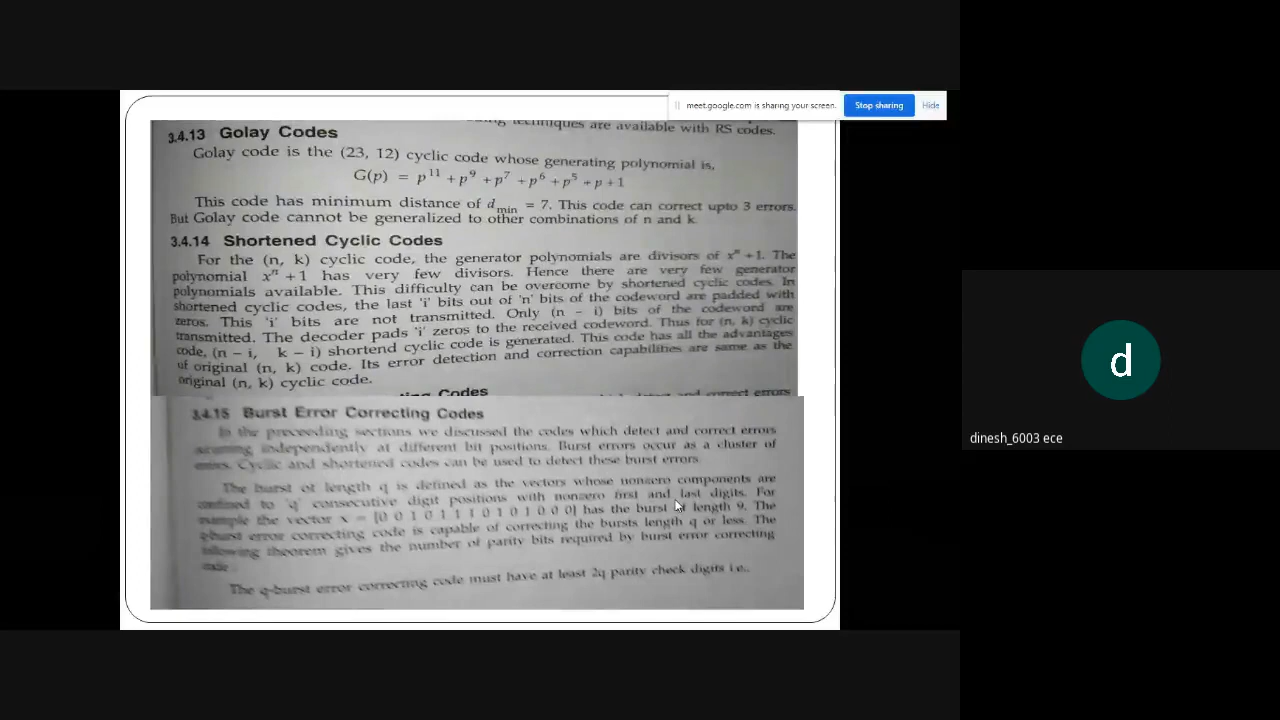 meet.google.com is sharing your screen.
Stop sharing
Hide
techniques are available with RS codes.
3.4.13 Golay Codes
Golay code is the (23, 12) cyclic code whose generating polynomial is,
G(p) = p^11 + p^9 + p^7 + p^6 + p^5 + p + 1
This code has minimum distance of d_min = 7. This code can correct upto 3 errors.
But Golay code cannot be generalized to other combinations of n and k.
3.4.14 Shortened Cyclic Codes
For the (n, k) cyclic code, the generator polynomials are divisors of x^n + 1. The
polynomial x^n + 1 has very few divisors. Hence there are very few generator
polynomials available. This difficulty can be overcome by shortened cyclic codes. In
shortened cyclic codes, the last 'i' bits out of 'n' bits of the codeword are padded with
zeros. This 'i' bits are not transmitted. Only (n - i) bits of the codeword are
transmitted. The decoder pads 'i' zeros to the received codeword. Thus for (n, k) cyclic
code, (n - i, k - i) shortend cyclic code is generated. This code has all the advantages
of original (n, k) code. Its error detection and correction capabilities are same as the
original (n, k) cyclic code.
Codes
3.4.15 Burst Error Correcting Codes
In the preceeding sections we discussed the codes which detect and correct errors
occurring independently at different bit positions. Burst errors occur as a cluster of
errors. Cyclic and shortened codes can be used to detect these burst errors.
The burst of length q is defined as the vectors whose nonzero components are
confined to 'q' consecutive digit positions with nonzero first and last digits. For
example the vector x = [0 0 1 0 1 1 1 0 1 0 1 0 0 0] has the burst of length 9. The
q-burst error correcting code is capable of correcting the bursts length q or less. The
following theorem gives the number of parity bits required by burst error correcting
code.
The q-burst error correcting code must have at least 2q parity check digits i.e..
d
dinesh_6003 ece